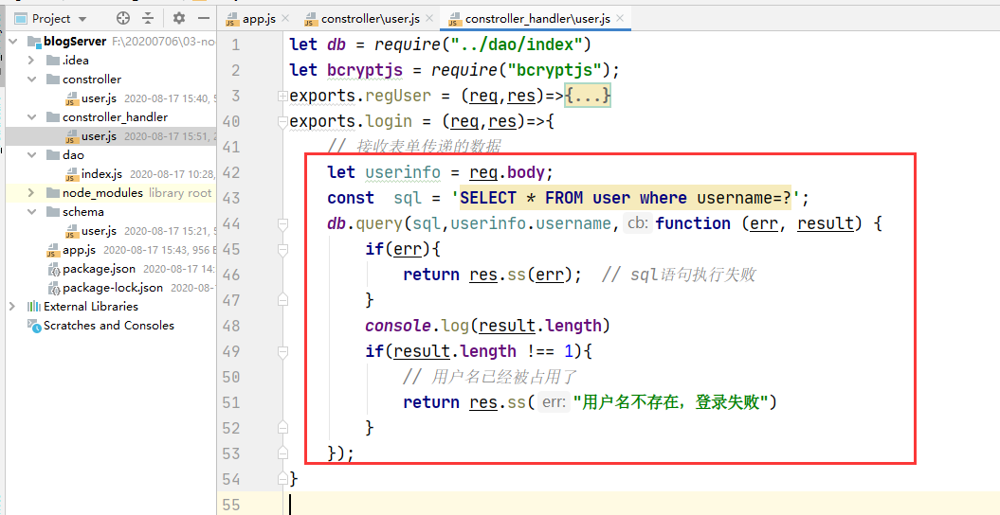 Project
app.js
constroller\user.js
constroller_handler\user.js
blogServer F:\20200706\03-no
.idea
constroller
user.js 2020-08-17 15:40, 5
constroller_handler
user.js 2020-08-17 15:51, 2
dao
index.js 2020-08-17 10:28,
node_modules library root
schema
user.js 2020-08-17 15:21, 5
app.js 2020-08-17 15:43, 956 B
package.json 2020-08-17 14:
package-lock.json 2020-08-
External Libraries
Scratches and Consoles
1 let db = require("../dao/index")
2 let bcryptjs = require("bcryptjs");
3 exports.regUser = (req,res)=>{...}
40 exports.login = (req,res)=>{
41 // 接收表单传递的数据
42 let userinfo = req.body;
43 const sql = 'SELECT * FROM user where username=?';
44 db.query(sql,userinfo.username, cb: function (err, result) {
45 if(err){
46 return res.ss(err); // sql语句执行失败
47 }
48 console.log(result.length)
49 if(result.length !== 1){
50 // 用户名已经被占用了
51 return res.ss( err: "用户名不存在，登录失败")
52 }
53 });
54 }
55